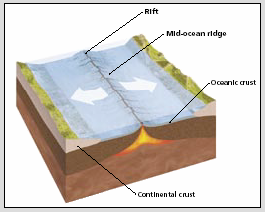 Rift
Mid-ocean ridge
Oceanic crust
Continental crust